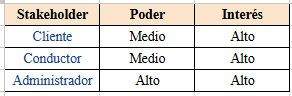 Stakeholder Poder Interés
Cliente Medio Alto
Conductor Medio Alto
Administrador Alto Alto